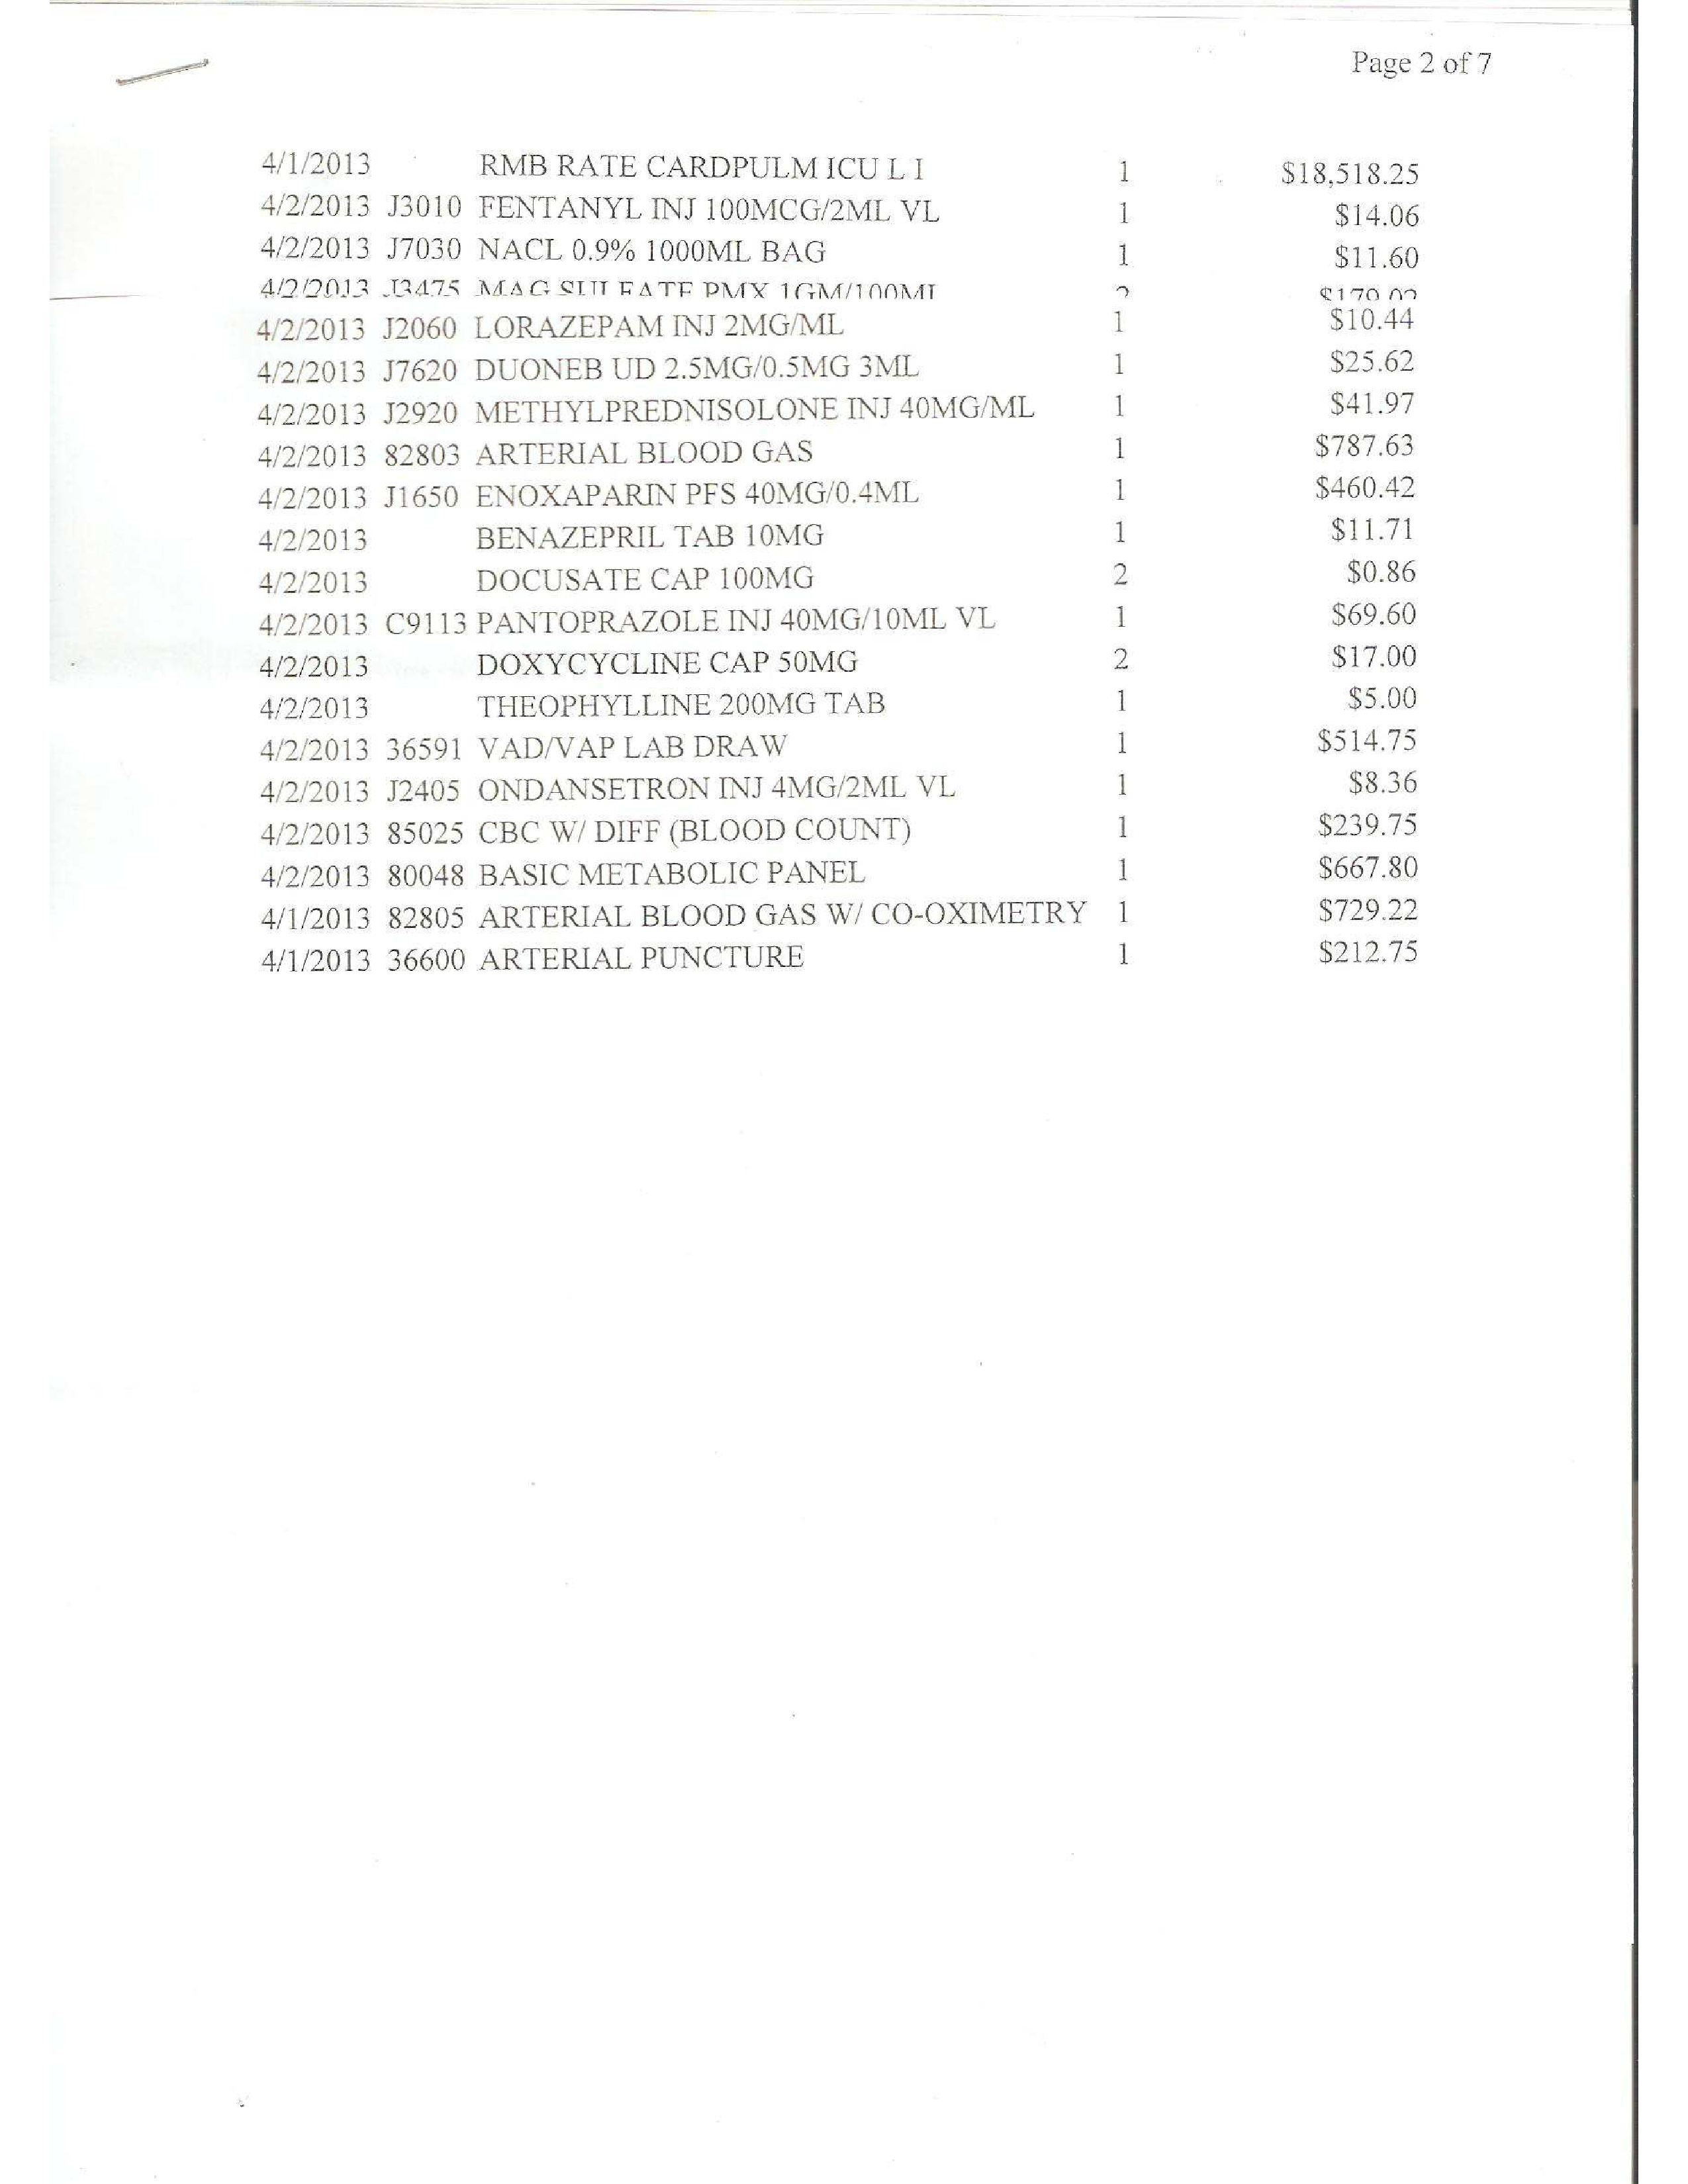 Page 2 of 7
4/1/2013 RMB RATE CARDPULM ICU L I 1 $18,518.25
4/2/2013 J3010 FENTANYL INJ 100MCG/2ML VL 1 $14.06
4/2/2013 J7030 NACL 0.9% 1000ML BAG 1 $11.60
4/2/2013 J3475 MAG SULFATE PMX 1GM/100ML
4/2/2013 J2060 LORAZEPAM INJ 2MG/ML 1 $10.44
4/2/2013 J7620 DUONEB UD 2.5MG/0.5MG 3ML 1 $25.62
4/2/2013 J2920 METHYLPREDNISOLONE INJ 40MG/ML 1 $41.97
4/2/2013 82803 ARTERIAL BLOOD GAS 1 $787.63
4/2/2013 J1650 ENOXAPARIN PFS 40MG/0.4ML 1 $460.42
4/2/2013 BENAZEPRIL TAB 10MG 1 $11.71
4/2/2013 DOCUSATE CAP 100MG 2 $0.86
4/2/2013 C9113 PANTOPRAZOLE INJ 40MG/10ML VL 1 $69.60
4/2/2013 DOXYCYCLINE CAP 50MG 2 $17.00
4/2/2013 THEOPHYLLINE 200MG TAB 1 $5.00
4/2/2013 36591 VAD/VAP LAB DRAW 1 $514.75
4/2/2013 J2405 ONDANSETRON INJ 4MG/2ML VL 1 $8.36
4/2/2013 85025 CBC W/ DIFF (BLOOD COUNT) 1 $239.75
4/2/2013 80048 BASIC METABOLIC PANEL 1 $667.80
4/1/2013 82805 ARTERIAL BLOOD GAS W/ CO-OXIMETRY 1 $729.22
4/1/2013 36600 ARTERIAL PUNCTURE 1 $212.75